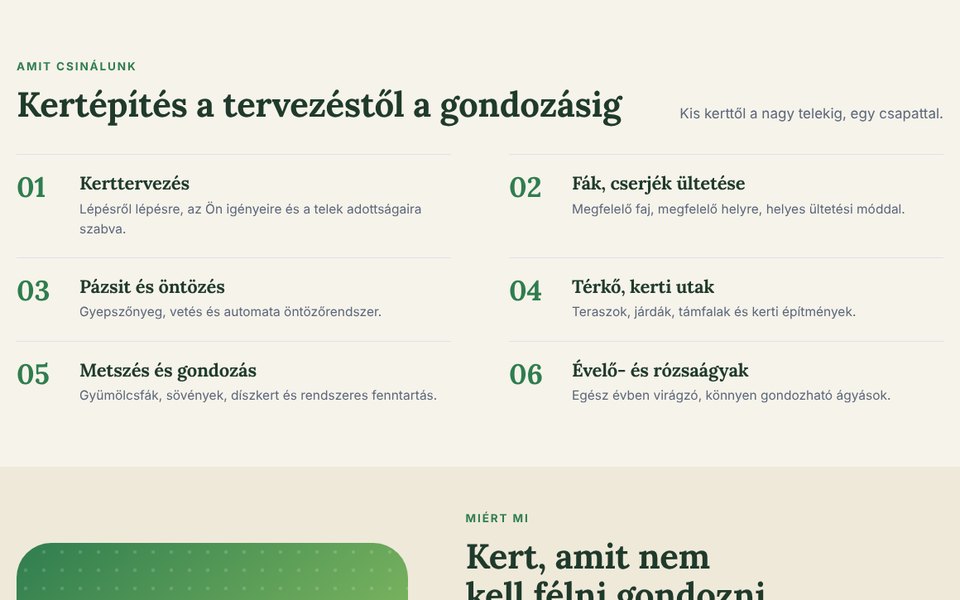 AMIT CSINÁLUNK
Kertépítés a tervezéstől a gondozásig
Kis kerttől a nagy telekig, egy csapattal.
01
Kerttervezés
Lépésről lépésre, az Ön igényeire és a telek adottságaira
szabva.
02
Fák, cserjék ültetése
Megfelelő faj, megfelelő helyre, helyes ültetési móddal.
03
Pázsit és öntözés
Gyepszőnyeg, vetés és automata öntözőrendszer.
04
Térkő, kerti utak
Teraszok, járdák, támfalak és kerti építmények.
05
Metszés és gondozás
Gyümölcsfák, sövények, díszkert és rendszeres fenntartás.
06
Évelő- és rózsaágyak
Egész évben virágzó, könnyen gondozható ágyások.
MIÉRT MI
Kert, amit nem
kell félni gondozni